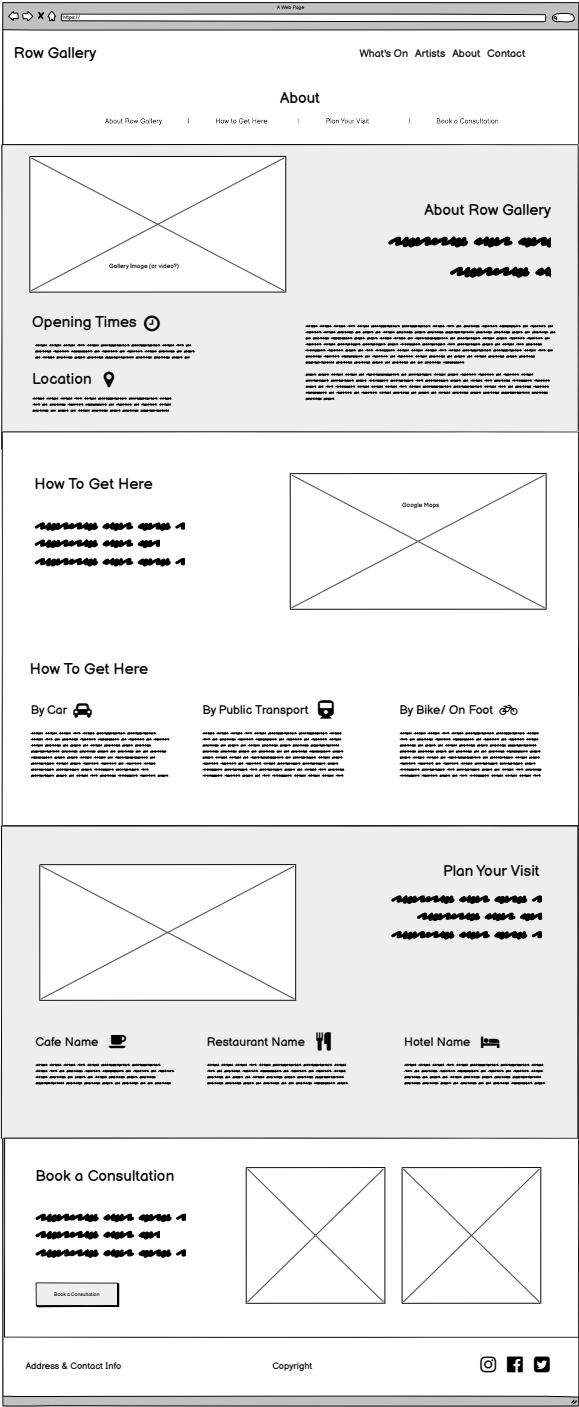 A Web Page
https://
Row Gallery
What's On Artists About Contact
About
About Row Gallery | How to Get Here | Plan Your Visit | Book a Consultation
Gallery Image (or video?)
About Row Gallery
Opening Times
Location
How To Get Here
Google Maps
How To Get Here
By Car
By Public Transport
By Bike/ On Foot
Plan Your Visit
Cafe Name
Restaurant Name
Hotel Name
Book a Consultation
Book a Consultation
Address & Contact Info
Copyright